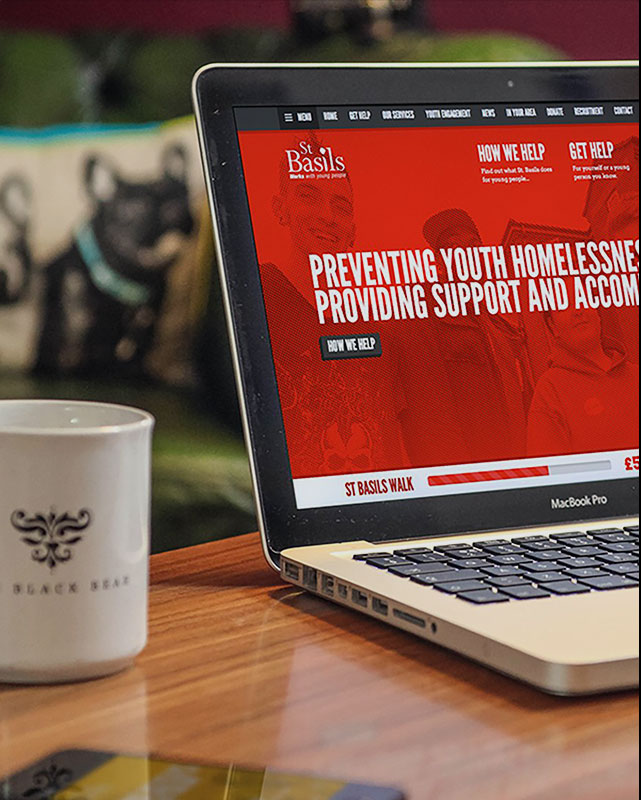 MENU HOME GET HELP OUR SERVICES YOUTH ENGAGEMENT NEWS IN YOUR AREA DONATE RECRUITMENT CONTACT
St
Basils
Works with young people
HOW WE HELP
Find out what St. Basils does
for young people...
GET HELP
For yourself or a young
person you know.
PREVENTING YOUTH HOMELESSNES
PROVIDING SUPPORT AND ACCOM
HOW WE HELP
ST BASILS WALK
£5
MacBook Pro
BLACK BEAR